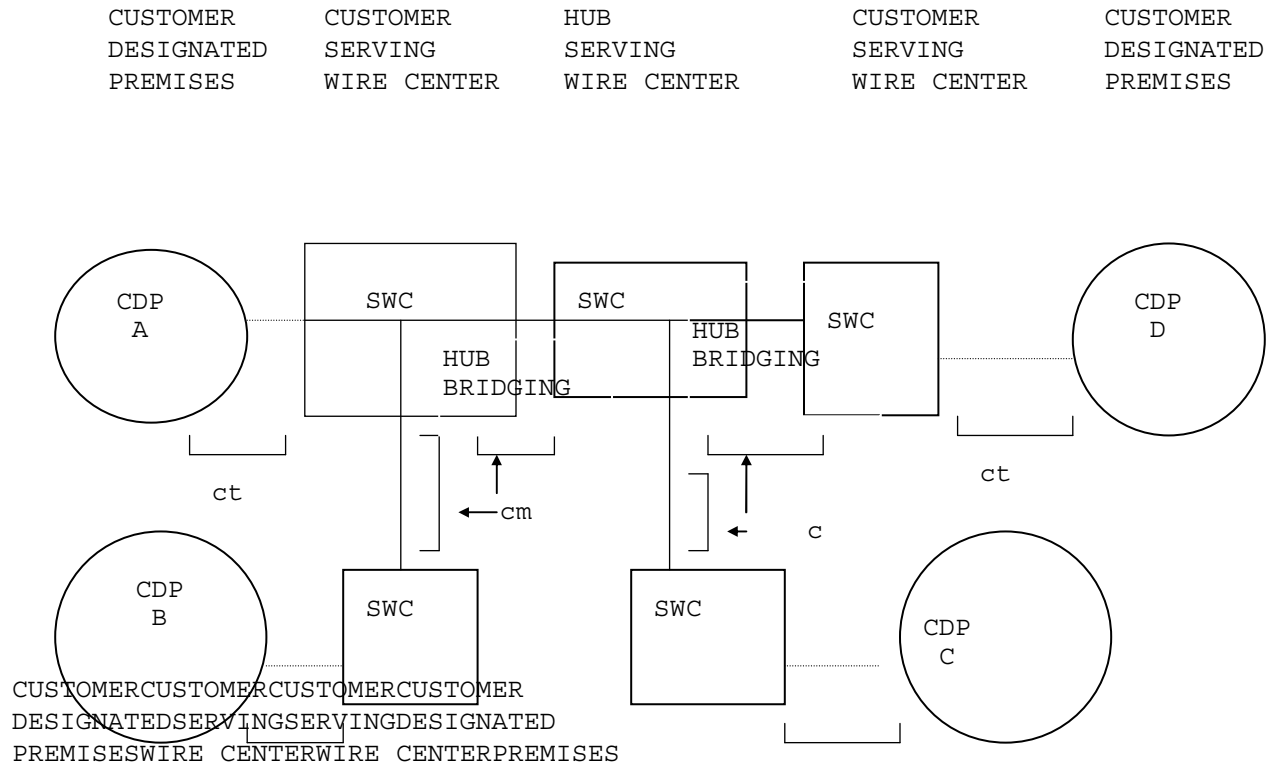 CUSTOMER CUSTOMER HUB CUSTOMER CUSTOMER
DESIGNATED SERVING SERVING SERVING DESIGNATED
PREMISES WIRE CENTER WIRE CENTER WIRE CENTER PREMISES
CDP
A
SWC
HUB
BRIDGING
SWC
HUB
BRIDGING
SWC
CDP
D
ct
cm
c
ct
CDP
B
SWC
SWC
CDP
C
CUSTOMERCUSTOMERCUSTOMERCUSTOMER
DESIGNATEDSERVINGSERVINGDESIGNATED
PREMISESWIRE CENTERWIRE CENTERPREMISES